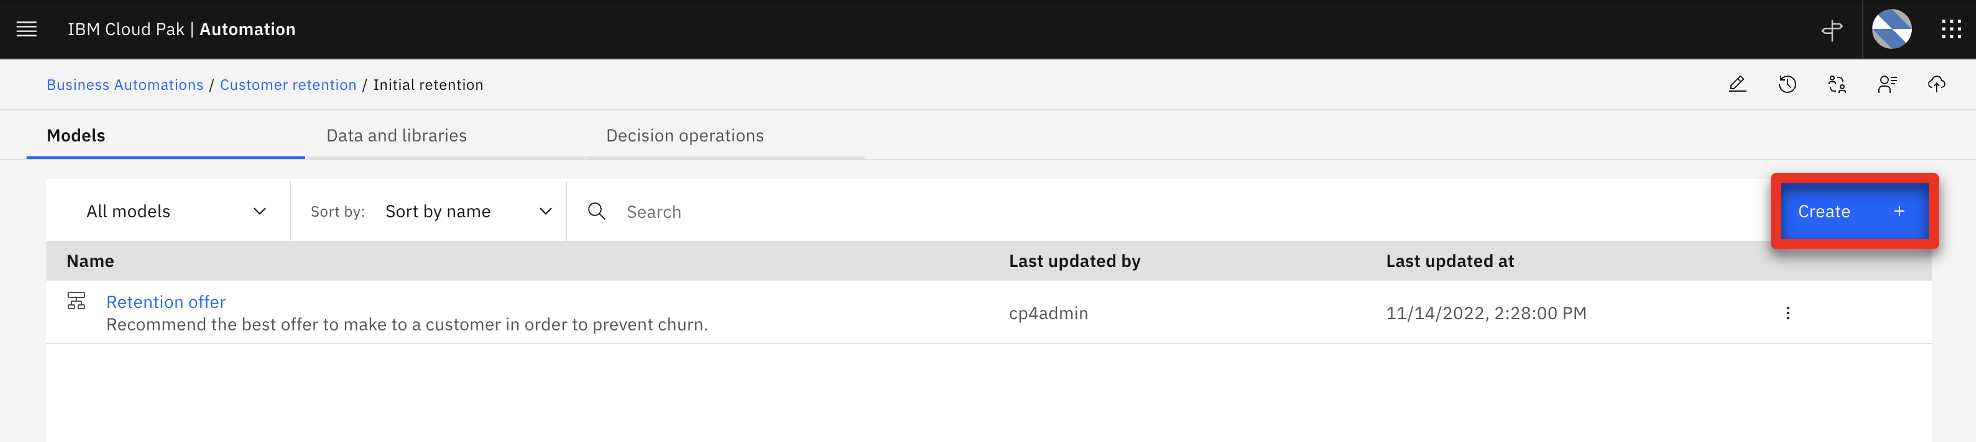 IBM Cloud Pak | Automation
Business Automations / Customer retention / Initial retention
Models Data and libraries Decision operations
All models Sort by: Sort by name Search Create +
Name Last updated by Last updated at
Retention offer
Recommend the best offer to make to a customer in order to prevent churn. cp4admin 11/14/2022, 2:28:00 PM